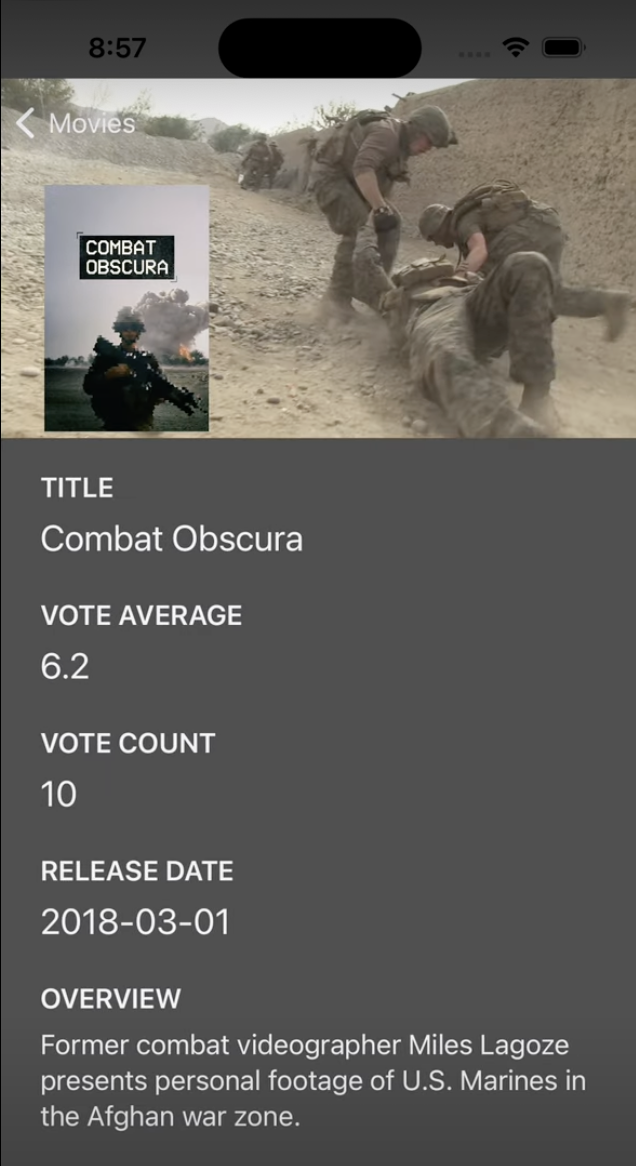 8:57
Movies
COMBAT
OBSCURA
TITLE
Combat Obscura
VOTE AVERAGE
6.2
VOTE COUNT
10
RELEASE DATE
2018-03-01
OVERVIEW
Former combat videographer Miles Lagoze
presents personal footage of U.S. Marines in
the Afghan war zone.